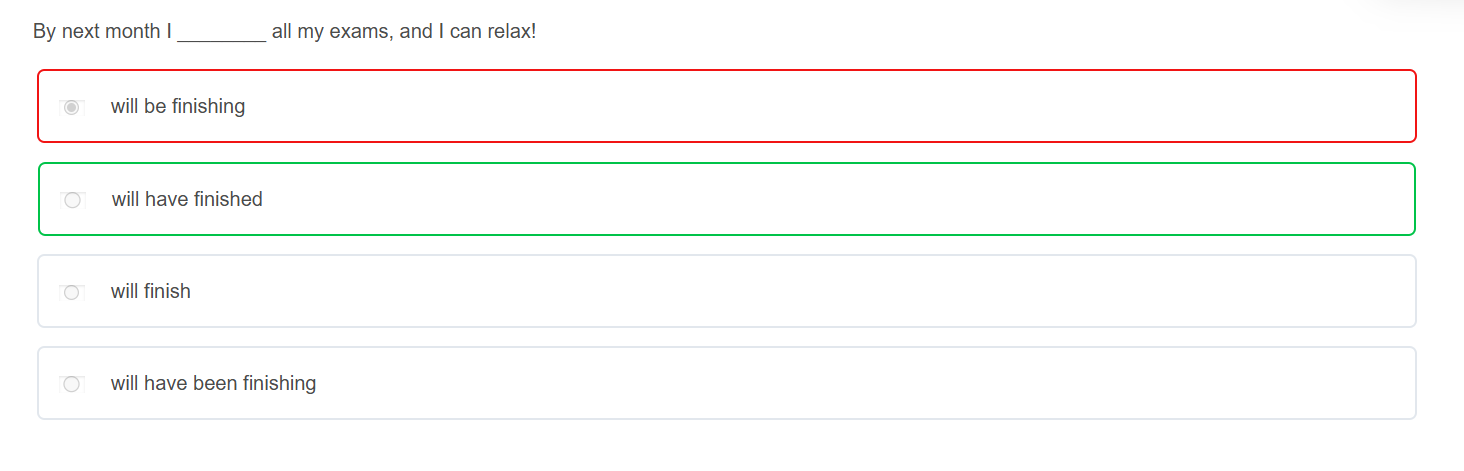 By next month I ________ all my exams, and I can relax!
will be finishing
will have finished
will finish
will have been finishing